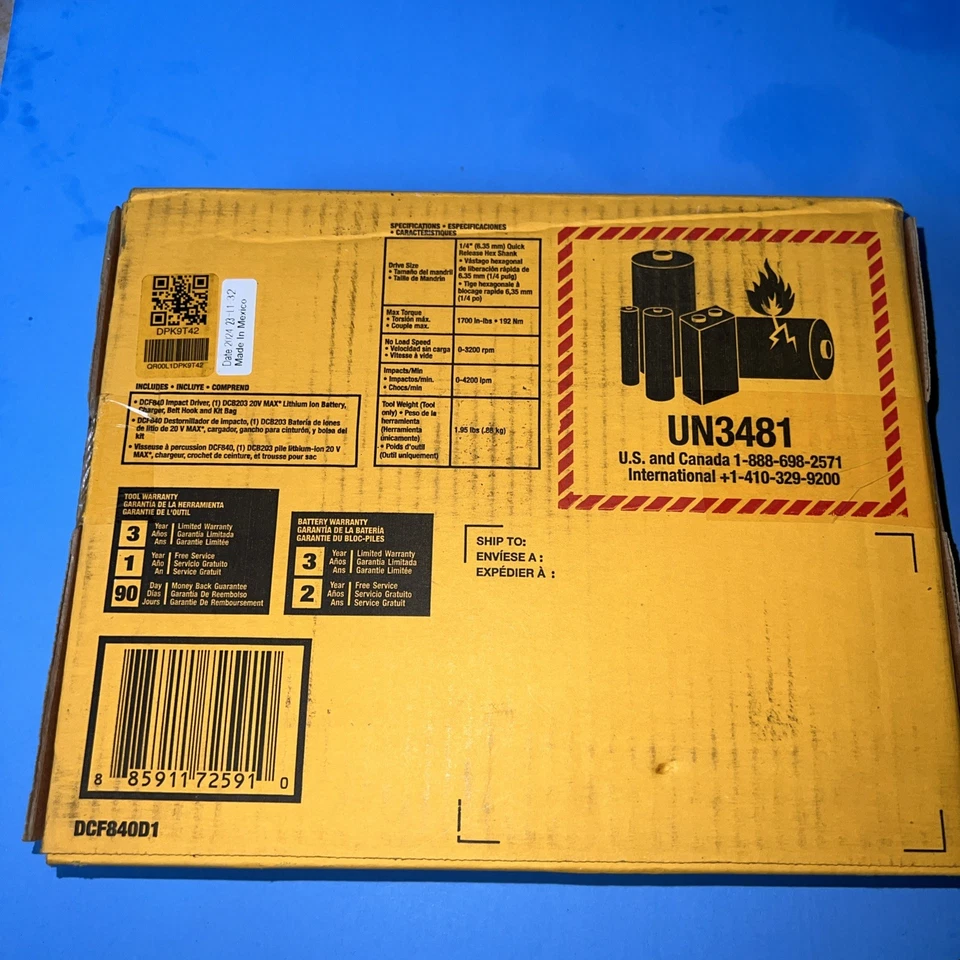 DPK9T42
QR00L1DPK9T42
Date 2024 23-11 32
Made In Mexico
INCLUDES • INCLUYE • COMPREND
• DCF840 Impact Driver, (1) DCB203 20V MAX* Lithium Ion Battery,
Charger, Belt Hook and Kit Bag
• DCF840 Destornillador de impacto, (1) DCB203 Batería de iones
de litio de 20 V MAX*, cargador, gancho para cinturón, y bolsa del
kit
• Visseuse à percussion DCF840, (1) DCB203 pile lithium-ion 20 V
MAX*, chargeur, crochet de ceinture, et trousse pour sac
SPECIFICATIONS • ESPECIFICACIONES
• CARACTÉRISTIQUES
Drive Size
• Tamaño del mandril
• Taille de Mandrin
1/4" (6.35 mm) Quick
Release Hex Shank
• Vástago hexagonal
de liberación rápida de
6.35 mm (1/4 pulg)
• Tige hexagonale à
blocage rapide 6,35 mm
(1/4 po)
Max Torque
• Torsión máx.
• Couple max.
1700 In-lbs • 192 Nm
No Load Speed
• Velocidad sin carga
• Vitesse à vide
0-3200 rpm
Impacts/Min
• Impactos/min.
• Chocs/min
0-4200 ipm
Tool Weight (Tool
only) • Peso de la
herramienta
(Herramienta
únicamente)
• Poids d'outil
(Outil uniquement)
1.95 lbs (.88 kg)
UN3481
U.S. and Canada 1-888-698-2571
International +1-410-329-9200
TOOL WARRANTY
GARANTÍA DE LA HERRAMIENTA
GARANTIE DE L'OUTIL
3 Year Años Ans
Limited Warranty
Garantía Limitada
Garantie Limitée
1 Year Año An
Free Service
Servicio Gratuito
Service Gratuit
90 Day Días Jours
Money Back Guarantee
Garantía de Reembolso
Garantie de Remboursement
BATTERY WARRANTY
GARANTÍA DE LA BATERÍA
GARANTIE DU BLOC-PILES
3 Year Años Ans
Limited Warranty
Garantía Limitada
Garantie Limitée
2 Year Años Ans
Free Service
Servicio Gratuito
Service Gratuit
SHIP TO:
ENVÍESE A :
EXPÉDIER À :
8 85911 72591 0
DCF840D1